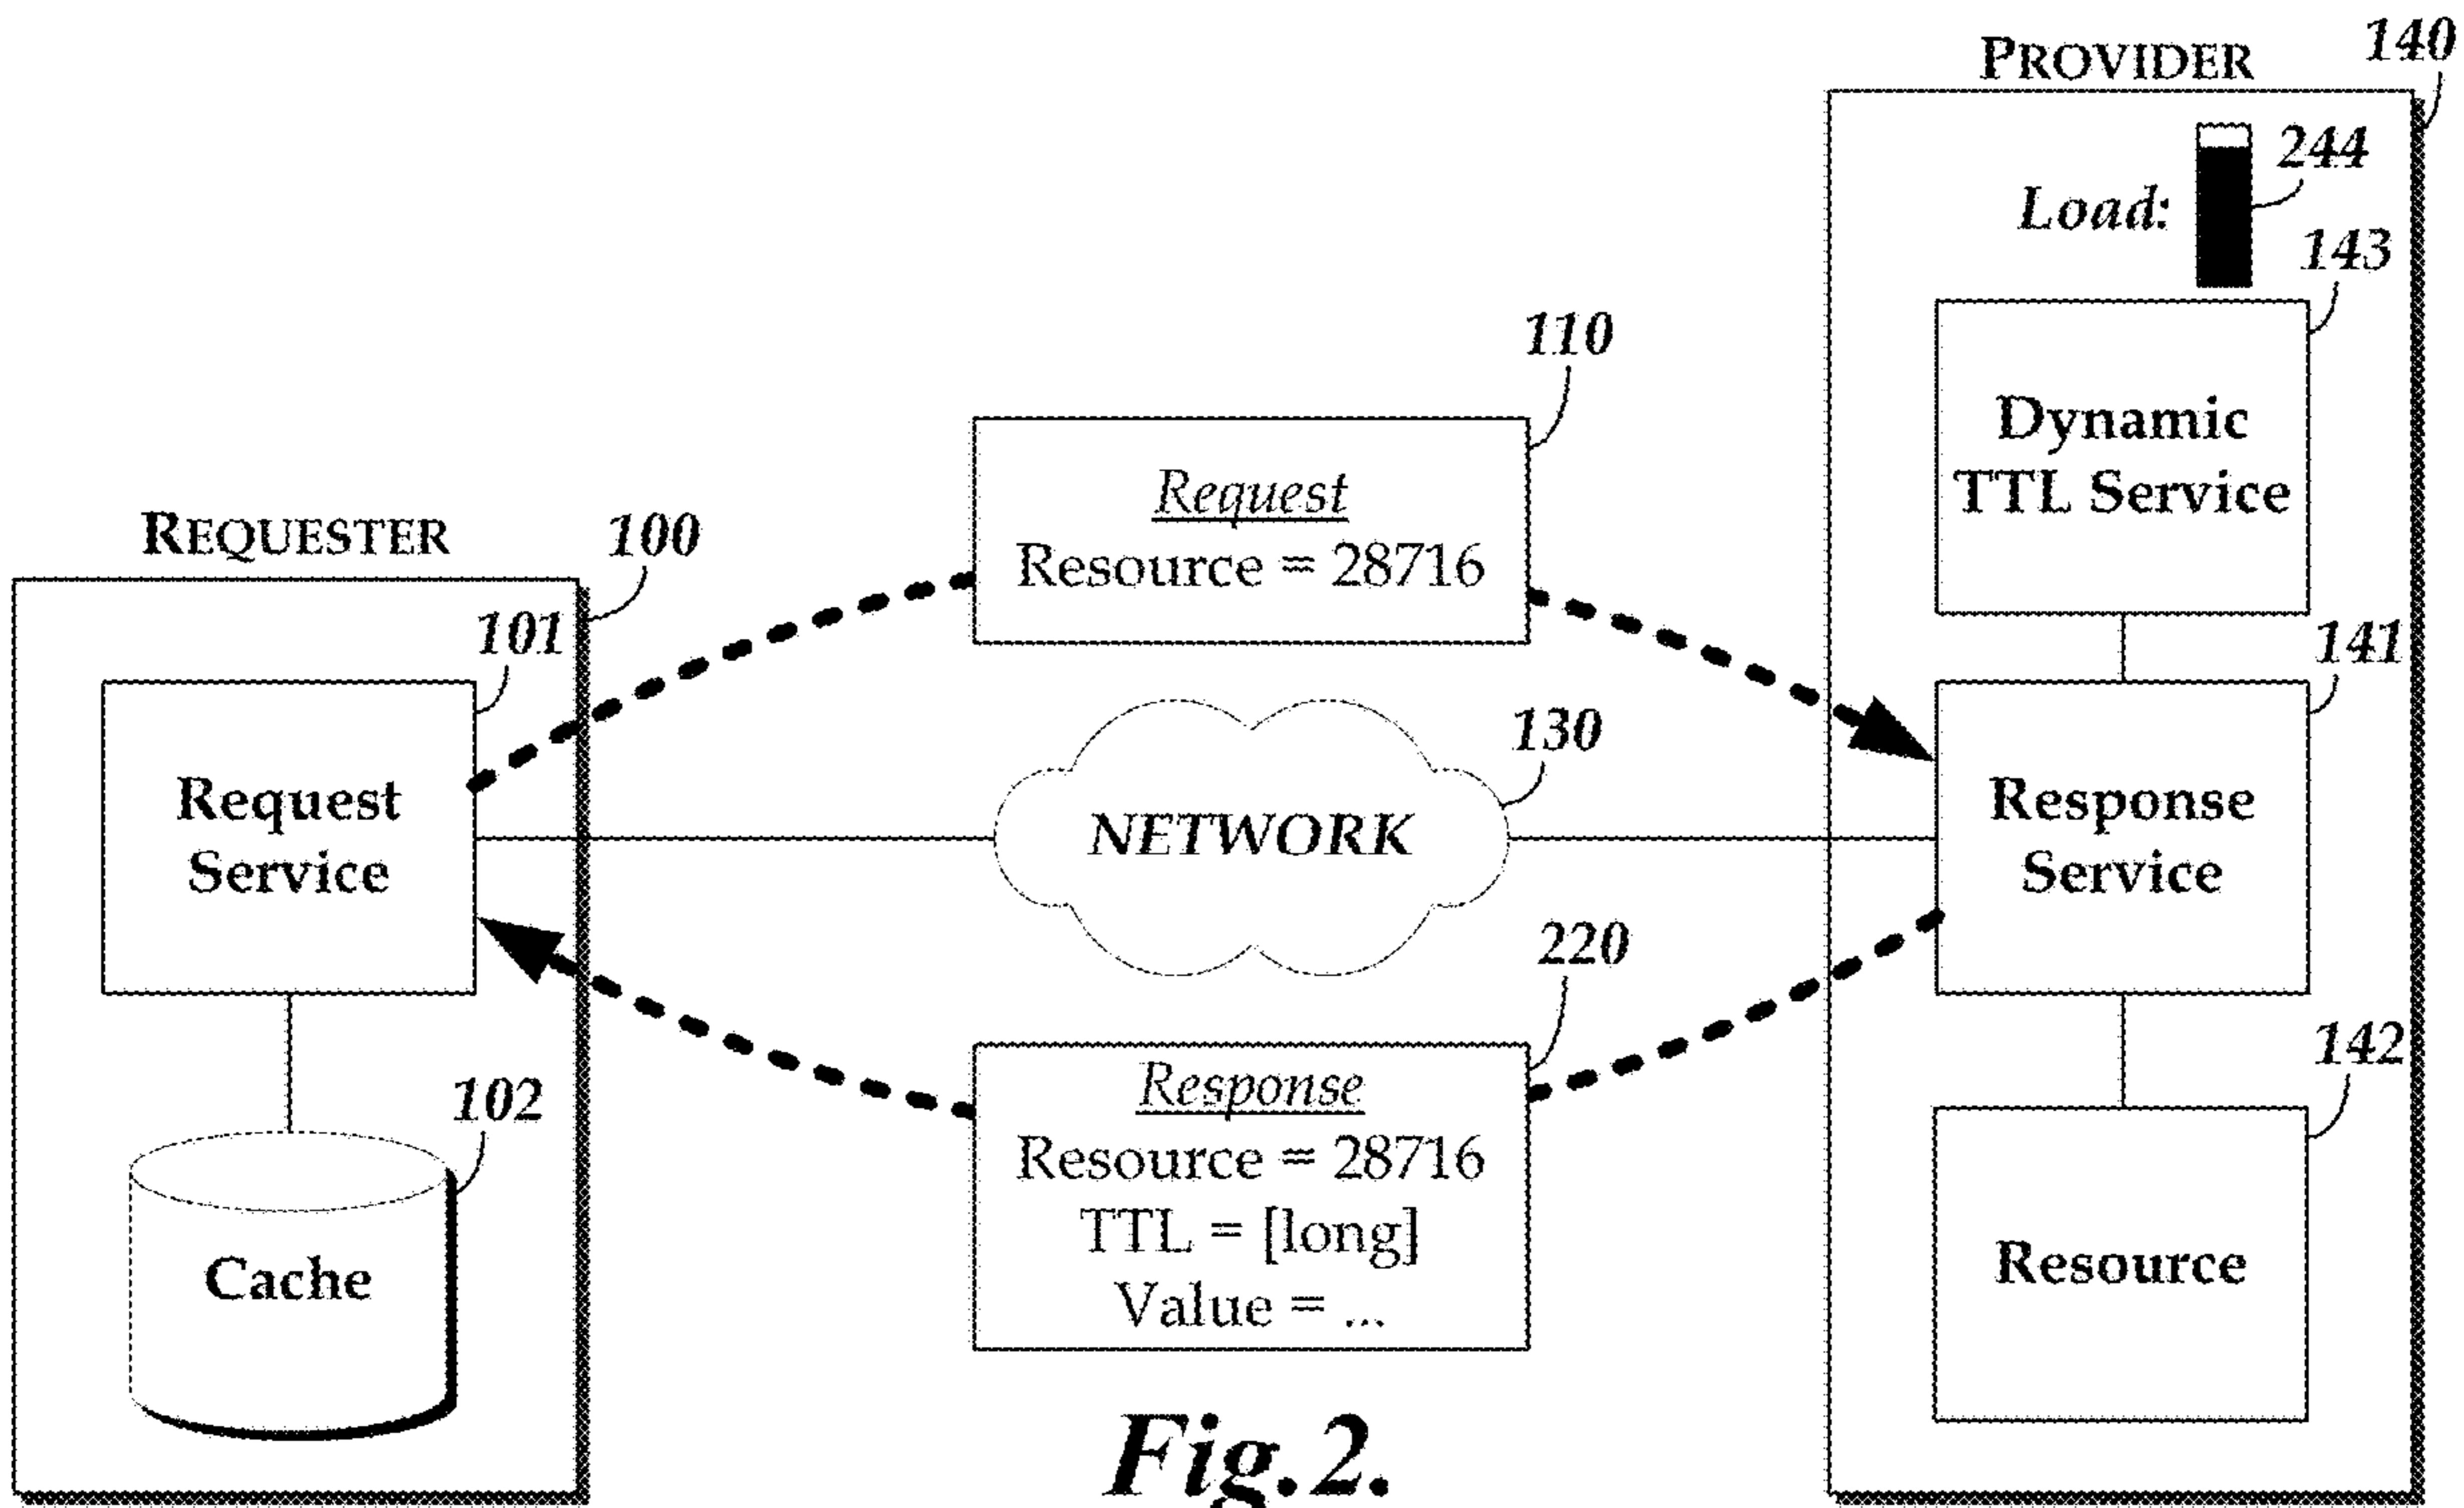 PROVIDER
140
Load:
244
143
Dynamic
TTL Service
110
Request
Resource = 28716
REQUESTER
100
101
Request
Service
141
Response
Service
130
NETWORK
220
Response
Resource = 28716
TTL = [long]
Value = ...
102
Cache
142
Resource
Fig.2.